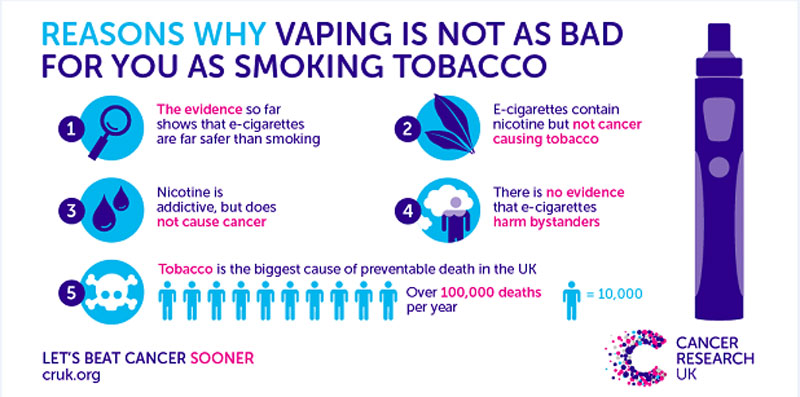 REASONS WHY VAPING IS NOT AS BAD
FOR YOU AS SMOKING TOBACCO
1
The evidence so far
shows that e-cigarettes
are far safer than smoking
2
E-cigarettes contain
nicotine but not cancer
causing tobacco
3
Nicotine is
addictive, but does
not cause cancer
4
There is no evidence
that e-cigarettes
harm bystanders
5
Tobacco is the biggest cause of preventable death in the UK
Over 100,000 deaths
per year
= 10,000
LET'S BEAT CANCER SOONER
cruk.org
CANCER
RESEARCH
UK